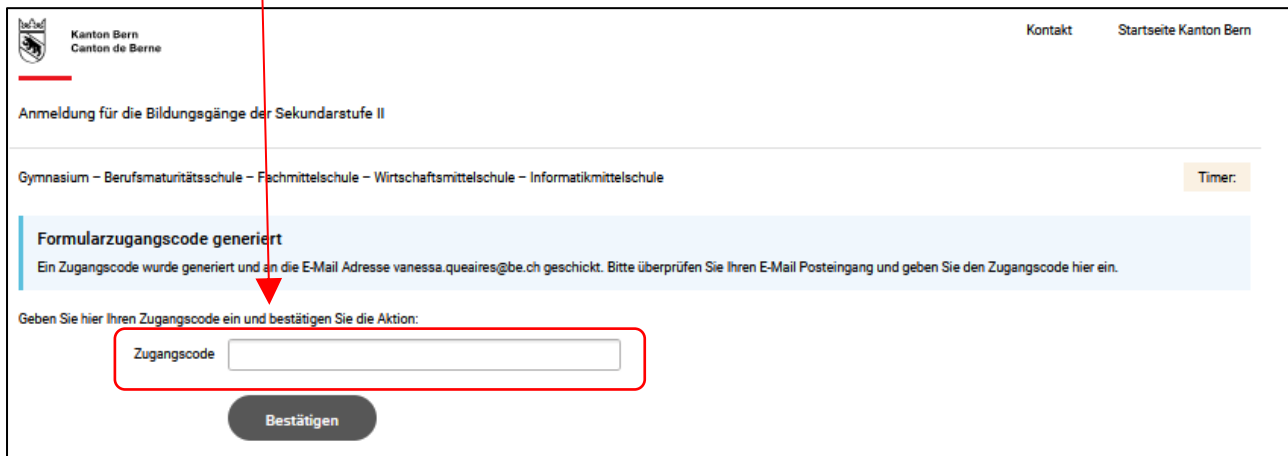 Kanton Bern
Canton de Berne
Kontakt
Startseite Kanton Bern
Anmeldung für die Bildungsgänge der Sekundarstufe II
Gymnasium – Berufsmaturitätsschule – Fachmittelschule – Wirtschaftsmittelschule – Informatikmittelschule
Timer:
Formularzugangscode generiert
Ein Zugangscode wurde generiert und an die E-Mail Adresse vanessa.queaires@be.ch geschickt. Bitte überprüfen Sie Ihren E-Mail Posteingang und geben Sie den Zugangscode hier ein.
Geben Sie hier Ihren Zugangscode ein und bestätigen Sie die Aktion:
Zugangscode
Bestätigen